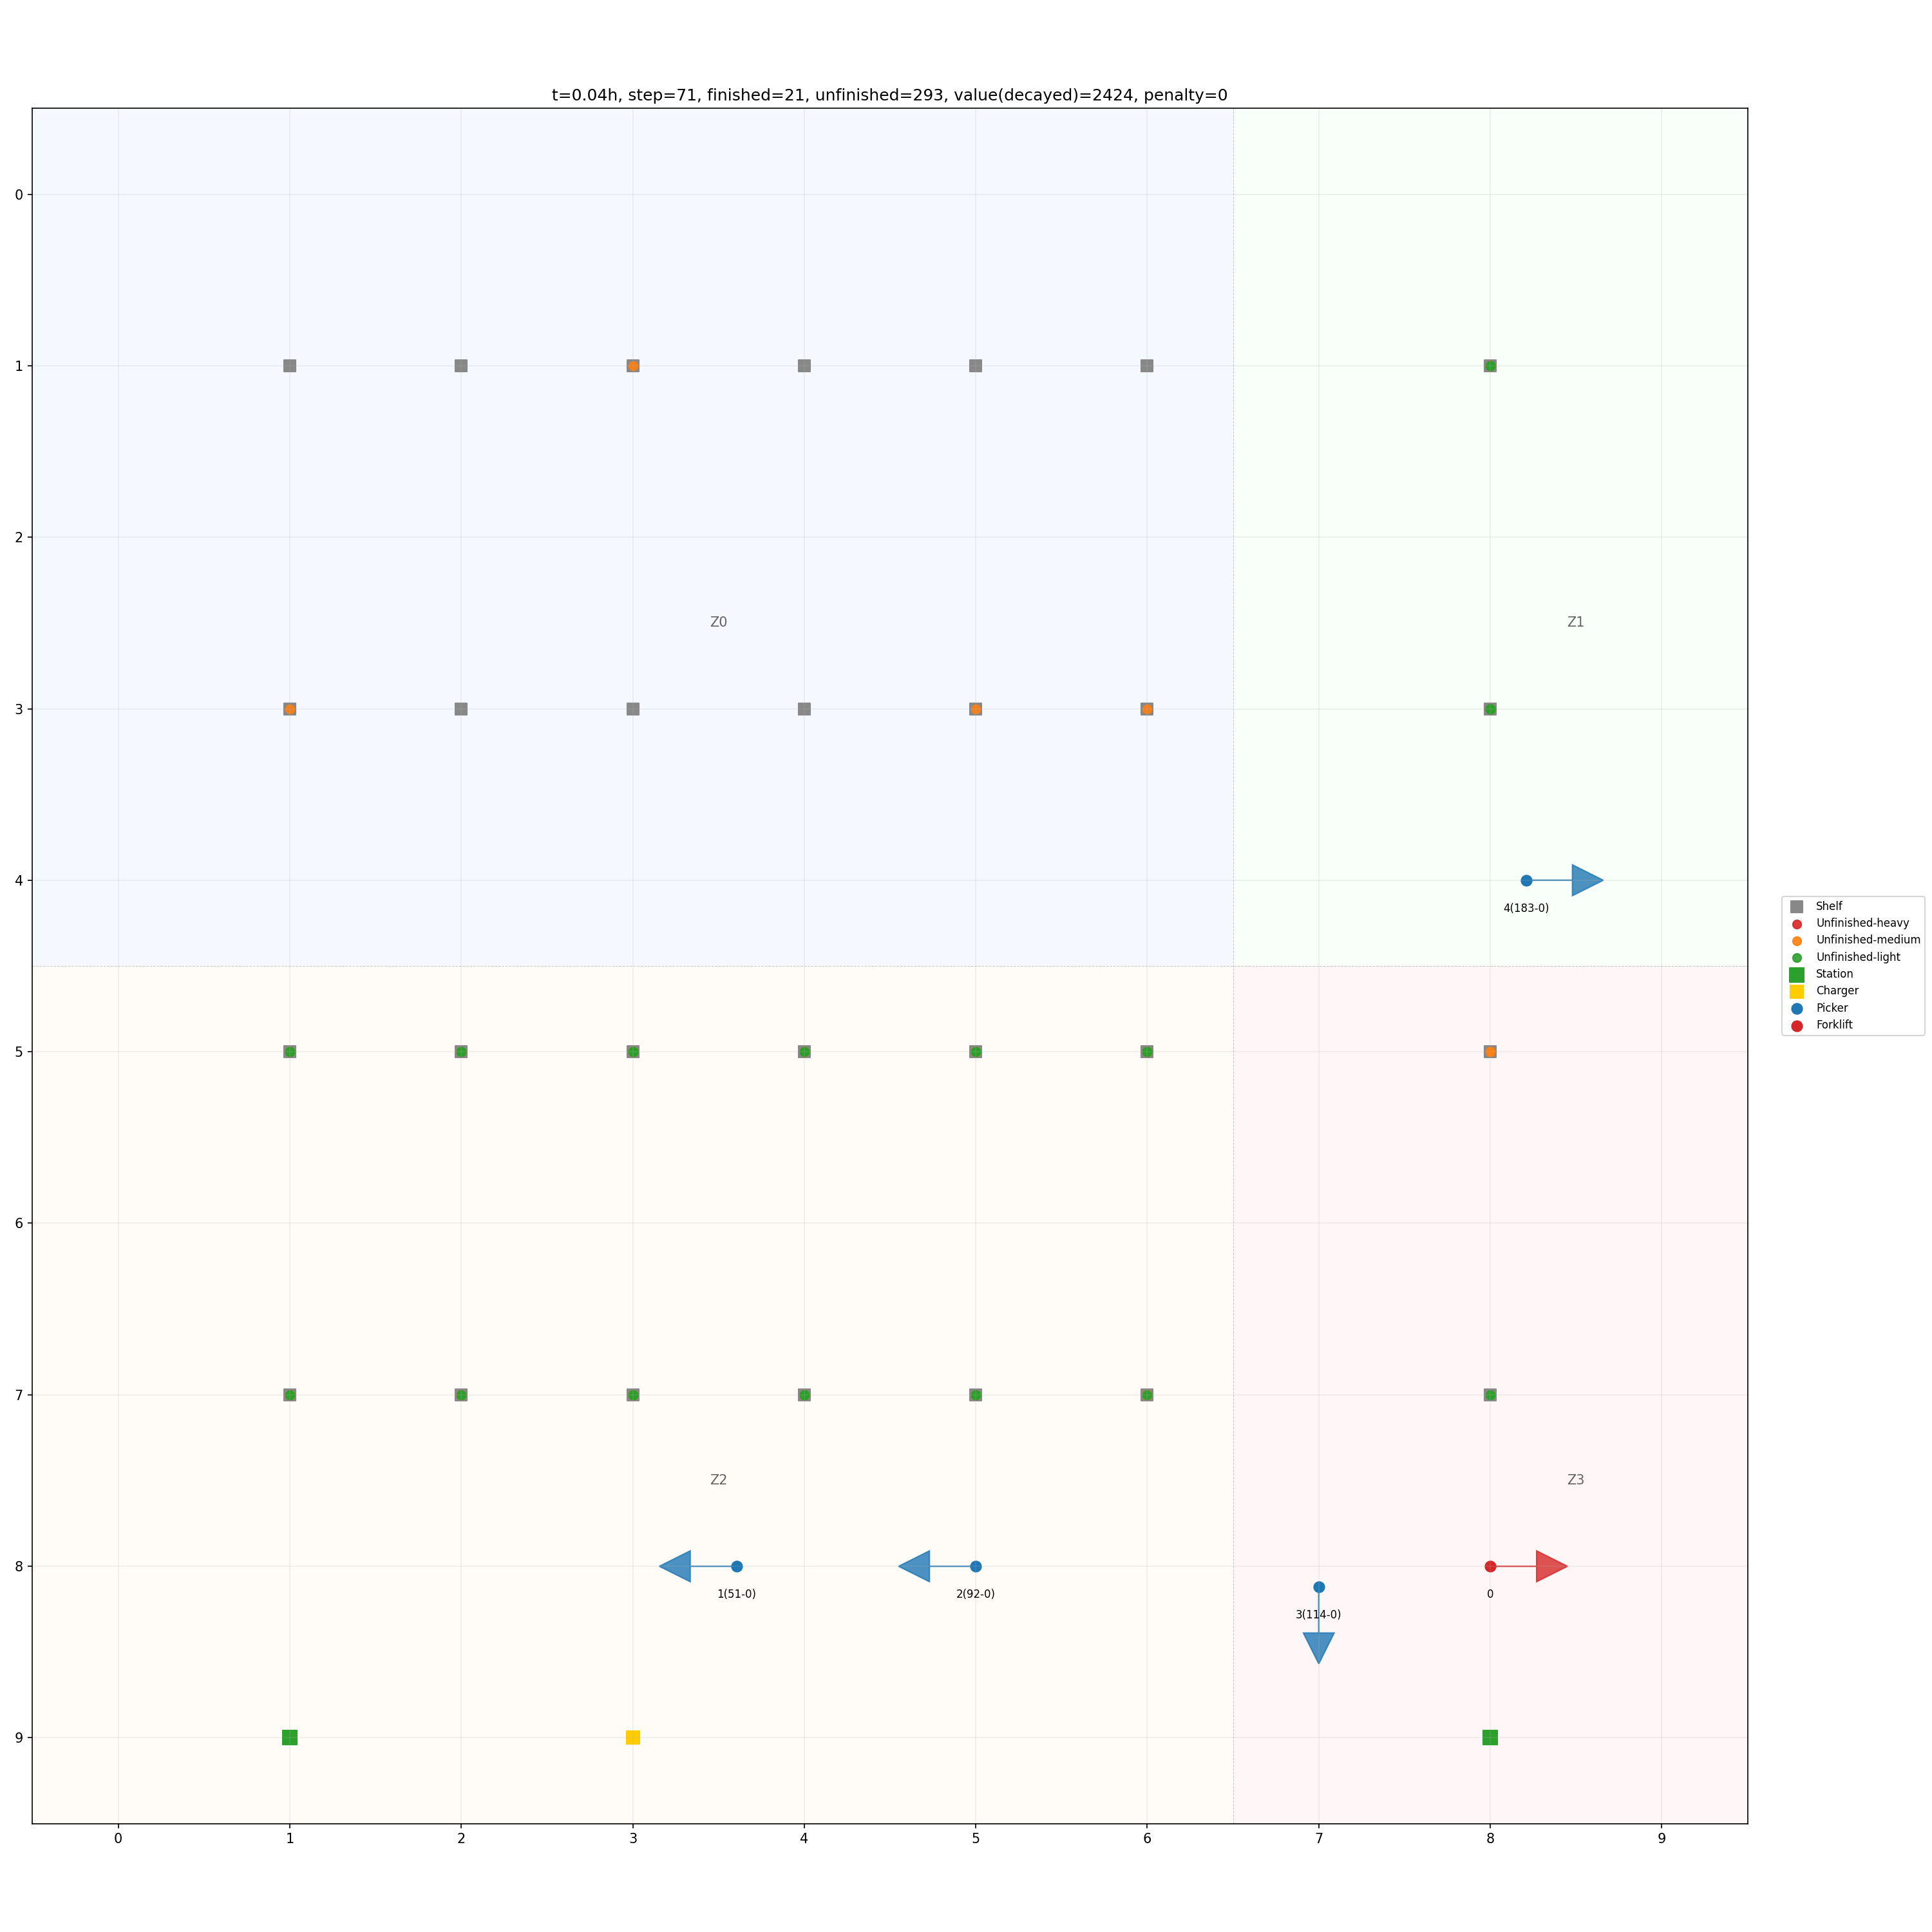 t=0.04h, step=71, finished=21, unfinished=293, value(decayed)=2424, penalty=0
0
1
2
Z0
Z1
3
4
4(183-0)
Shelf
Unfinished-heavy
Unfinished-medium
Unfinished-light
Station
Charger
Picker
Forklift
5
6
7
Z2
Z3
8
1(51-0)
2(92-0)
0
3(114-0)
9
0 1 2 3 4 5 6 7 8 9